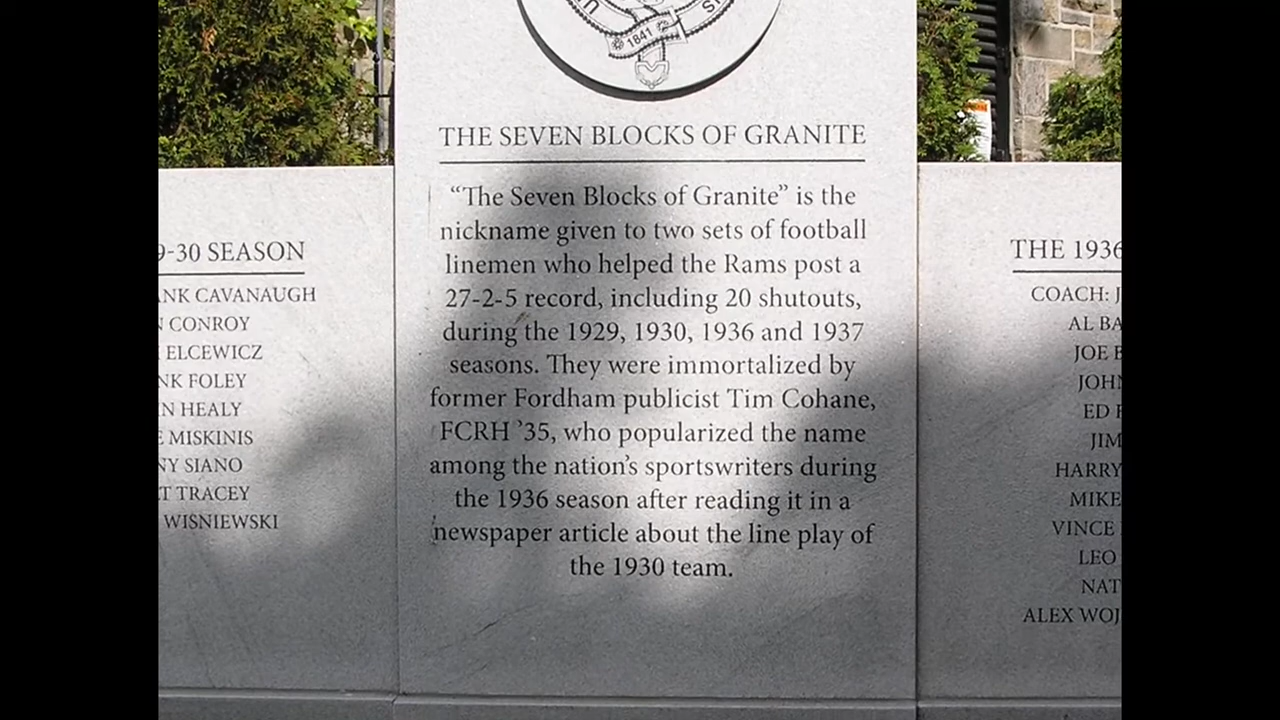 1841
THE SEVEN BLOCKS OF GRANITE
“The Seven Blocks of Granite” is the
nickname given to two sets of football
linemen who helped the Rams post a
27-2-5 record, including 20 shutouts,
during the 1929, 1930, 1936 and 1937
seasons. They were immortalized by
former Fordham publicist Tim Cohane,
FCRH ’35, who popularized the name
among the nation’s sportswriters during
the 1936 season after reading it in a
newspaper article about the line play of
the 1930 team.
9-30 SEASON
ANK CAVANAUGH
N CONROY
ELCEWICZ
NK FOLEY
N HEALY
E MISKINIS
NY SIANO
T TRACEY
WISNIEWSKI
THE 1936
COACH: J
AL BA
JOE B
JOHN
ED F
JIM
HARRY
MIKE
VINCE
LEO
NAT
ALEX WOJ